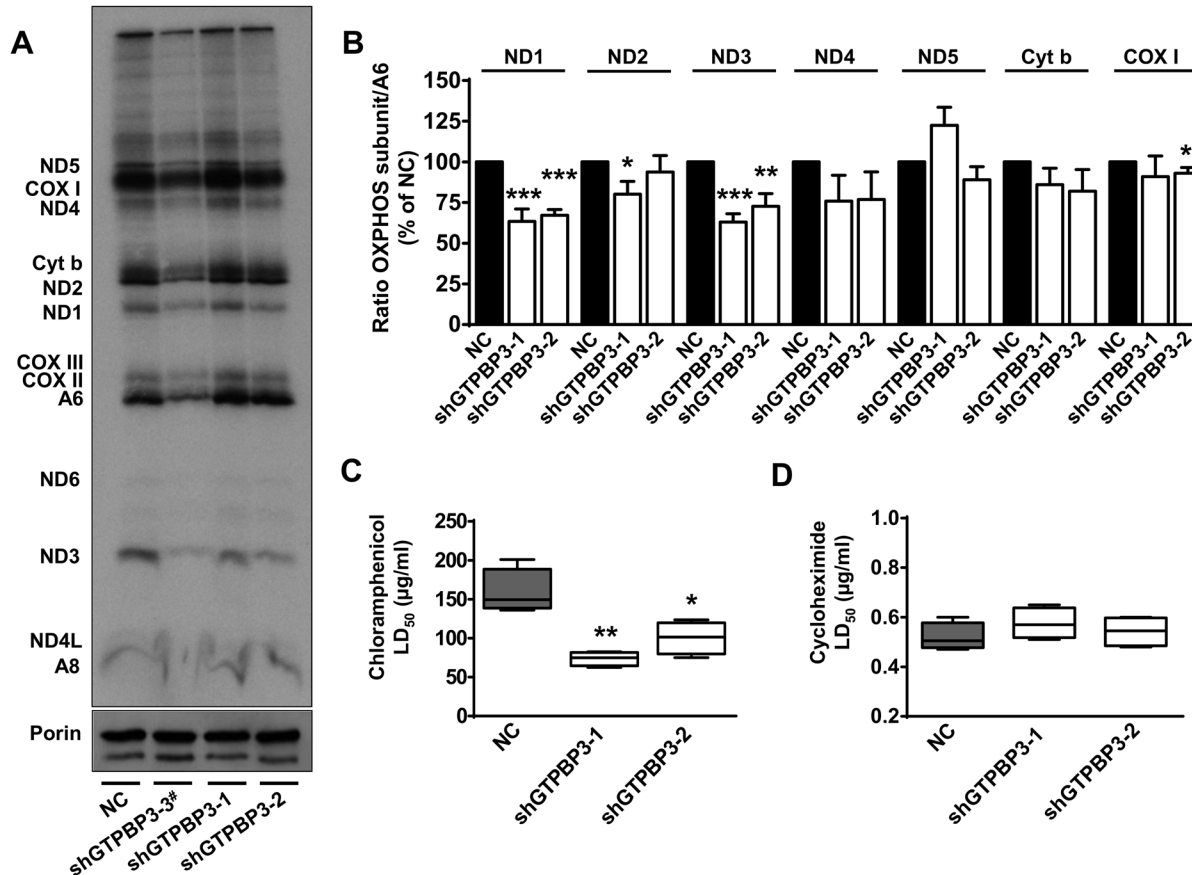 A
ND5
COX I
ND4
Cyt b
ND2
ND1
COX III
COX II
A6
ND6
ND3
ND4L
A8
Porin
NC
shGTPBP3-3#
shGTPBP3-1
shGTPBP3-2
B
ND1 ND2 ND3 ND4 ND5 Cyt b COX I
Ratio OXPHOS subunit/A6
(% of NC)
150
125
100
75
50
25
0
*** *** * *** ** *
NC shGTPBP3-1 shGTPBP3-2 NC shGTPBP3-1 shGTPBP3-2 NC shGTPBP3-1 shGTPBP3-2 NC shGTPBP3-1 shGTPBP3-2 NC shGTPBP3-1 shGTPBP3-2 NC shGTPBP3-1 shGTPBP3-2 NC shGTPBP3-1 shGTPBP3-2
C
Chloramphenicol
LD50 (µg/ml)
250
200
150
100
50
0
** *
NC shGTPBP3-1 shGTPBP3-2
D
Cycloheximide
LD50 (µg/ml)
1.0
0.8
0.6
0.4
0.2
NC shGTPBP3-1 shGTPBP3-2